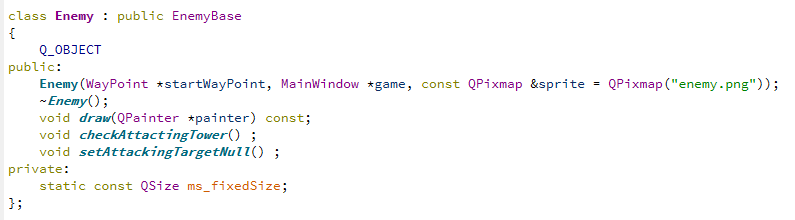 class Enemy : public EnemyBase
{
    Q_OBJECT
public:
    Enemy(WayPoint *startWayPoint, MainWindow *game, const QPixmap &sprite = QPixmap("enemy.png"));
    ~Enemy();
    void draw(QPainter *painter) const;
    void checkAttactingTower() ;
    void setAttackingTargetNull() ;
private:
    static const QSize ms_fixedSize;
};